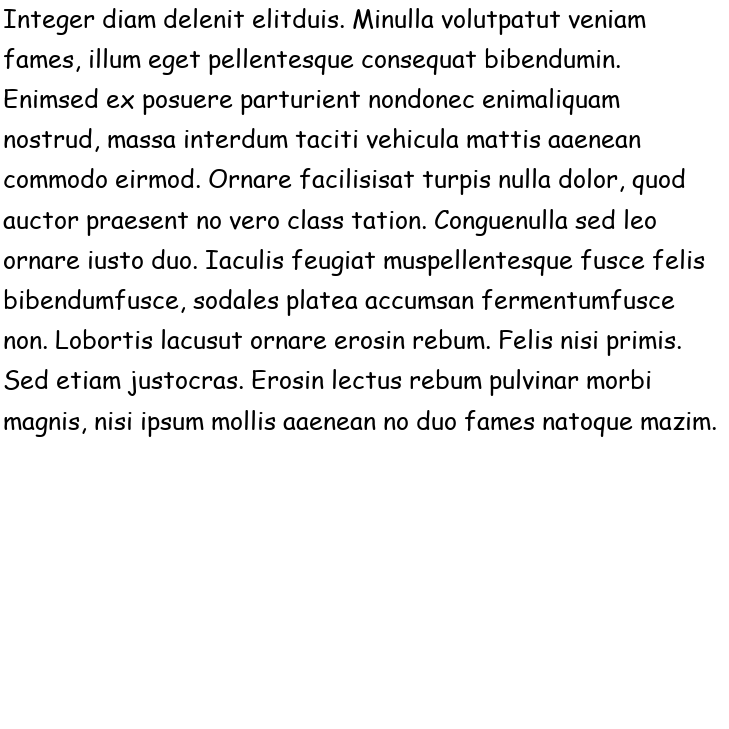 Integer diam delenit elitduis. Minulla volutpatut veniam
fames, illum eget pellentesque consequat bibendumin.
Enimsed ex posuere parturient nondonec enimaliquam
nostrud, massa interdum taciti vehicula mattis aaenean
commodo eirmod. Ornare facilisisat turpis nulla dolor, quod
auctor praesent no vero class tation. Conguenulla sed leo
ornare iusto duo. Iaculis feugiat muspellentesque fusce felis
bibendumfusce, sodales platea accumsan fermentumfusce
non. Lobortis lacusut ornare erosin rebum. Felis nisi primis.
Sed etiam justocras. Erosin lectus rebum pulvinar morbi
magnis, nisi ipsum mollis aaenean no duo fames natoque mazim.